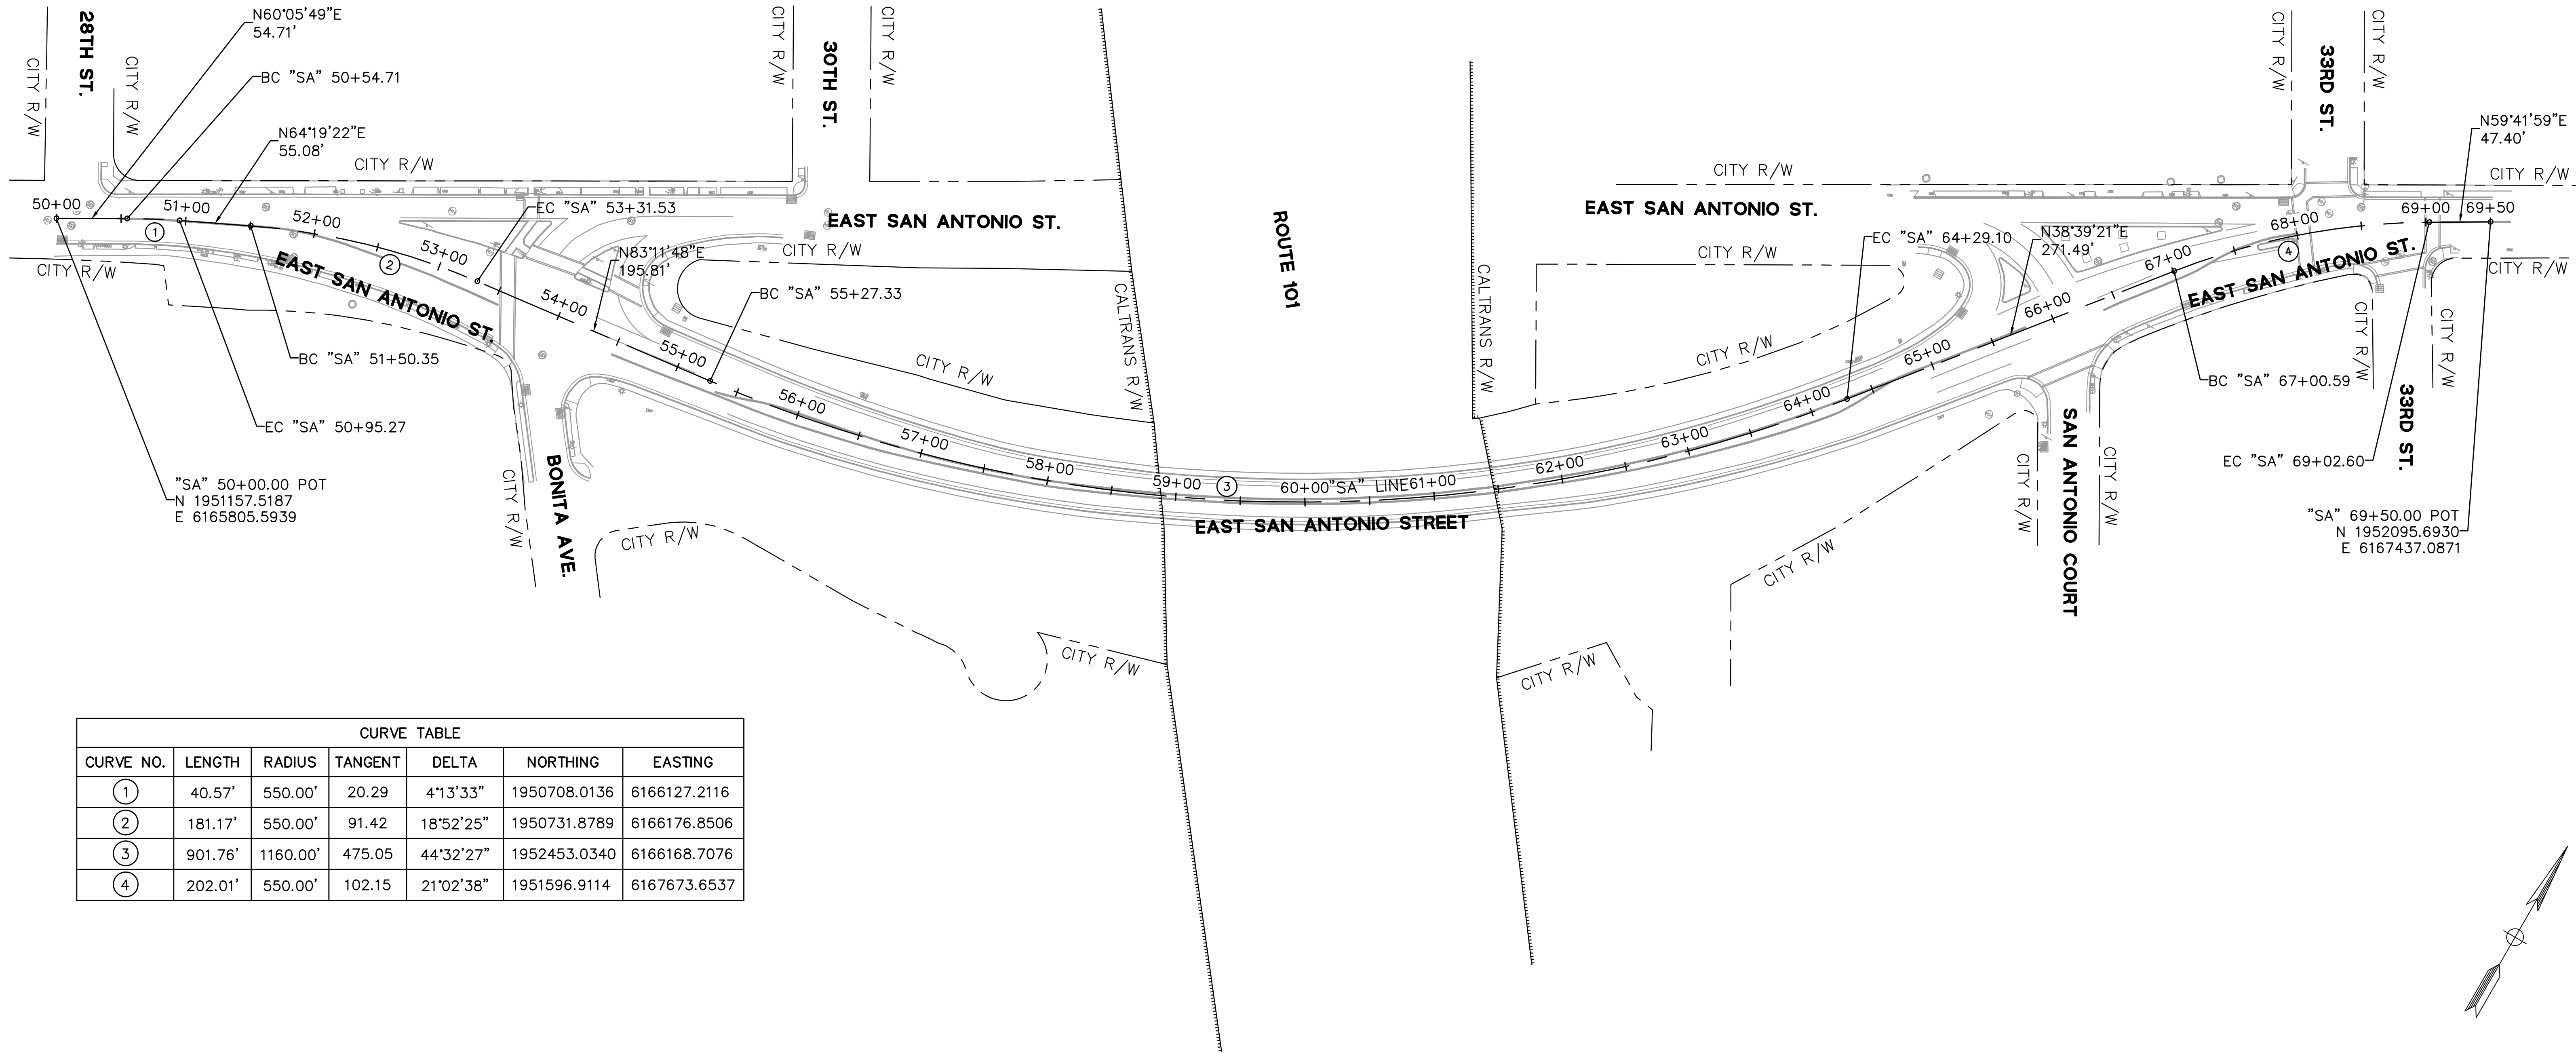 28TH ST.
CITY R/W
CITY R/W
N60°05'49"E
54.71'
BC "SA" 50+54.71
N64°19'22"E
55.08'
CITY R/W
CITY R/W
30TH ST.
CITY R/W
50+00
51+00
52+00
53+00
54+00
55+00
56+00
57+00
58+00
59+00
60+00
"SA" LINE
61+00
62+00
63+00
64+00
65+00
66+00
67+00
68+00
69+00
69+50
1
2
3
4
CITY R/W
EAST SAN ANTONIO ST.
EC "SA" 53+31.53
N83°11'48"E
195.81'
EAST SAN ANTONIO ST.
CITY R/W
BC "SA" 55+27.33
BC "SA" 51+50.35
EC "SA" 50+95.27
"SA" 50+00.00 POT
N 1951157.5187
E 6165805.5939
CITY R/W
BONITA AVE.
CITY R/W
CITY R/W
CITY R/W
CALTRANS R/W
ROUTE 101
CALTRANS R/W
EAST SAN ANTONIO STREET
CITY R/W
EAST SAN ANTONIO ST.
CITY R/W
CITY R/W
EC "SA" 64+29.10
N38°39'21"E
271.49'
CITY R/W
33RD ST.
CITY R/W
N59°41'59"E
47.40'
CITY R/W
CITY R/W
EAST SAN ANTONIO ST.
BC "SA" 67+00.59
CITY R/W
CITY R/W
33RD ST.
EC "SA" 69+02.60
"SA" 69+50.00 POT
N 1952095.6930
E 6167437.0871
CITY R/W
SAN ANTONIO COURT
CITY R/W
CITY R/W
CITY R/W
CURVE TABLE
CURVE NO. LENGTH RADIUS TANGENT DELTA NORTHING EASTING
1 40.57' 550.00' 20.29 4°13'33" 1950708.0136 6166127.2116
2 181.17' 550.00' 91.42 18°52'25" 1950731.8789 6166176.8506
3 901.76' 1160.00' 475.05 44°32'27" 1952453.0340 6166168.7076
4 202.01' 550.00' 102.15 21°02'38" 1951596.9114 6167673.6537